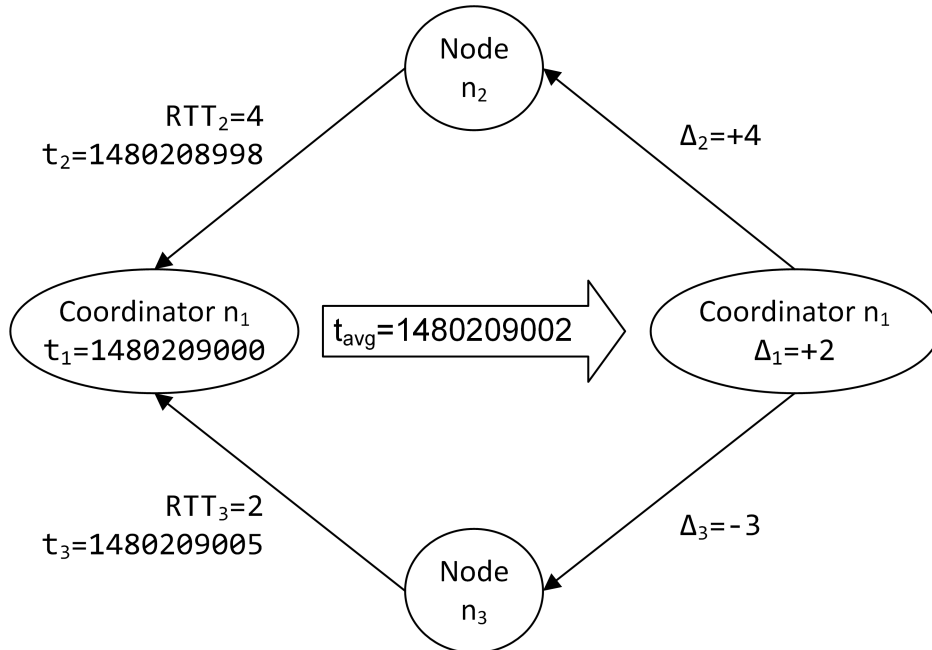 Node
n₂
RTT₂=4
t₂=1480208998
Δ₂=+4
Coordinator n₁
t₁=1480209000
t_avg=1480209002
Coordinator n₁
Δ₁=+2
RTT₃=2
t₃=1480209005
Δ₃=-3
Node
n₃